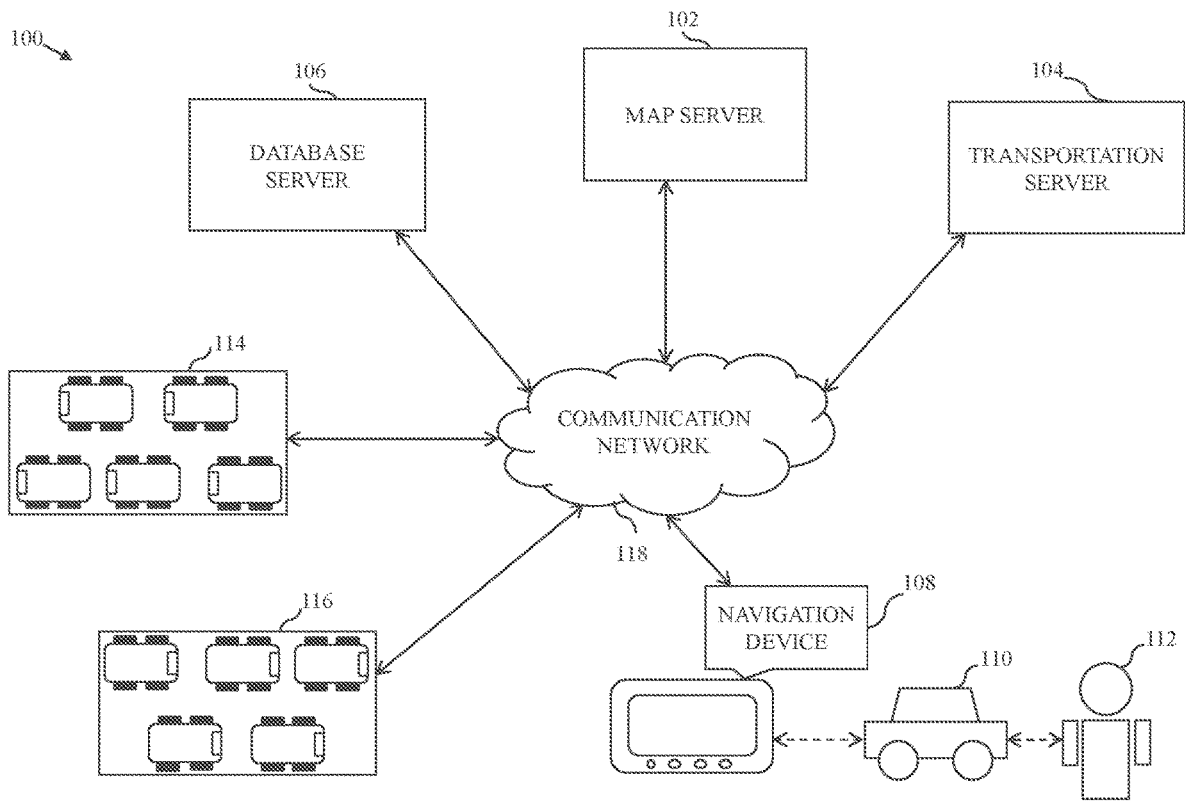 100
102
106
104
MAP SERVER
DATABASE
SERVER
TRANSPORTATION
SERVER
114
COMMUNICATION
NETWORK
118
116
108
NAVIGATION
DEVICE
110
112